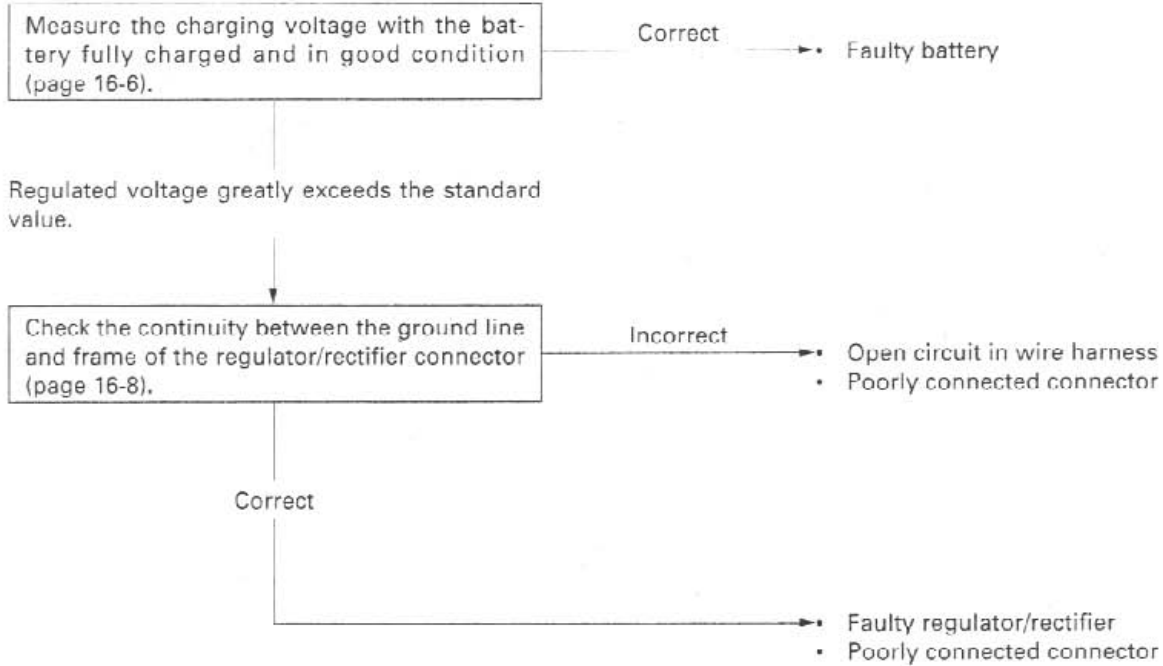 Measure the charging voltage with the bat-
tery fully charged and in good condition
(page 16-6).
Correct
• Faulty battery
Regulated voltage greatly exceeds the standard
value.
Check the continuity between the ground line
and frame of the regulator/rectifier connector
(page 16-8).
Incorrect
• Open circuit in wire harness
• Poorly connected connector
Correct
• Faulty regulator/rectifier
• Poorly connected connector